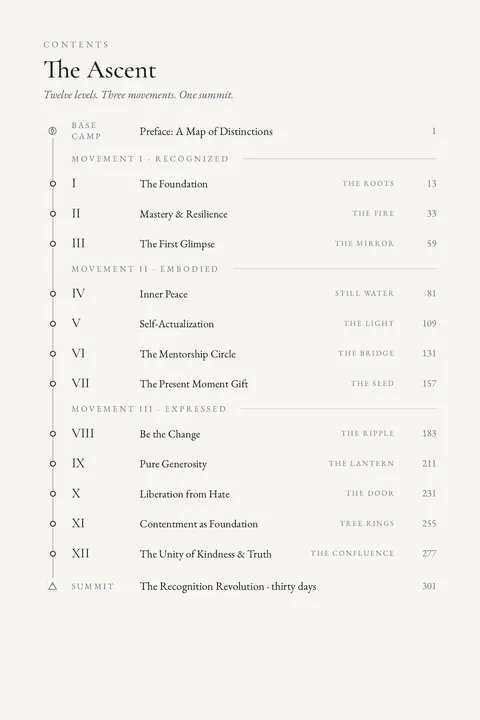 CONTENTS
The Ascent
Twelve levels. Three movements. One summit.
BASE CAMP Preface: A Map of Distinctions 1
MOVEMENT I · RECOGNIZED
I The Foundation THE ROOTS 13
II Mastery & Resilience THE FIRE 33
III The First Glimpse THE MIRROR 59
MOVEMENT II · EMBODIED
IV Inner Peace STILL WATER 81
V Self-Actualization THE LIGHT 109
VI The Mentorship Circle THE BRIDGE 131
VII The Present Moment Gift THE SEED 157
MOVEMENT III · EXPRESSED
VIII Be the Change THE RIPPLE 183
IX Pure Generosity THE LANTERN 211
X Liberation from Hate THE DOOR 231
XI Contentment as Foundation TREE RINGS 255
XII The Unity of Kindness & Truth THE CONFLUENCE 277
SUMMIT The Recognition Revolution · thirty days 301